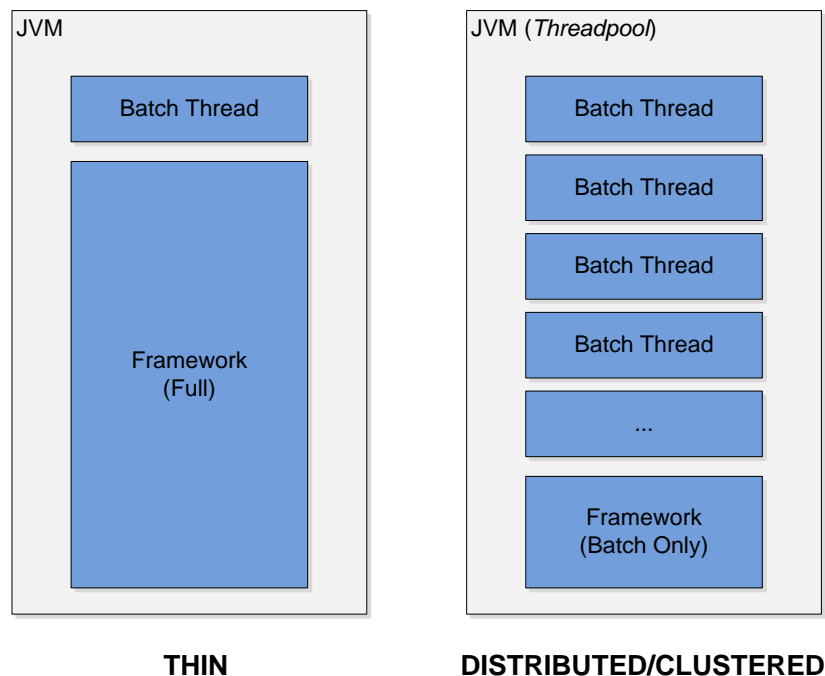 JVM
Batch Thread
Framework
(Full)
THIN
JVM (Threadpool)
Batch Thread
Batch Thread
Batch Thread
Batch Thread
...
Framework
(Batch Only)
DISTRIBUTED/CLUSTERED